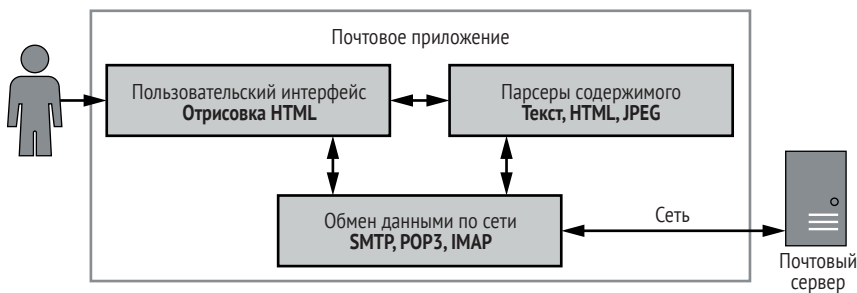 Почтовое приложение
Пользовательский интерфейс
Отрисовка HTML
Парсеры содержимого
Текст, HTML, JPEG
Обмен данными по сети
SMTP, POP3, IMAP
Сеть
Почтовый
сервер